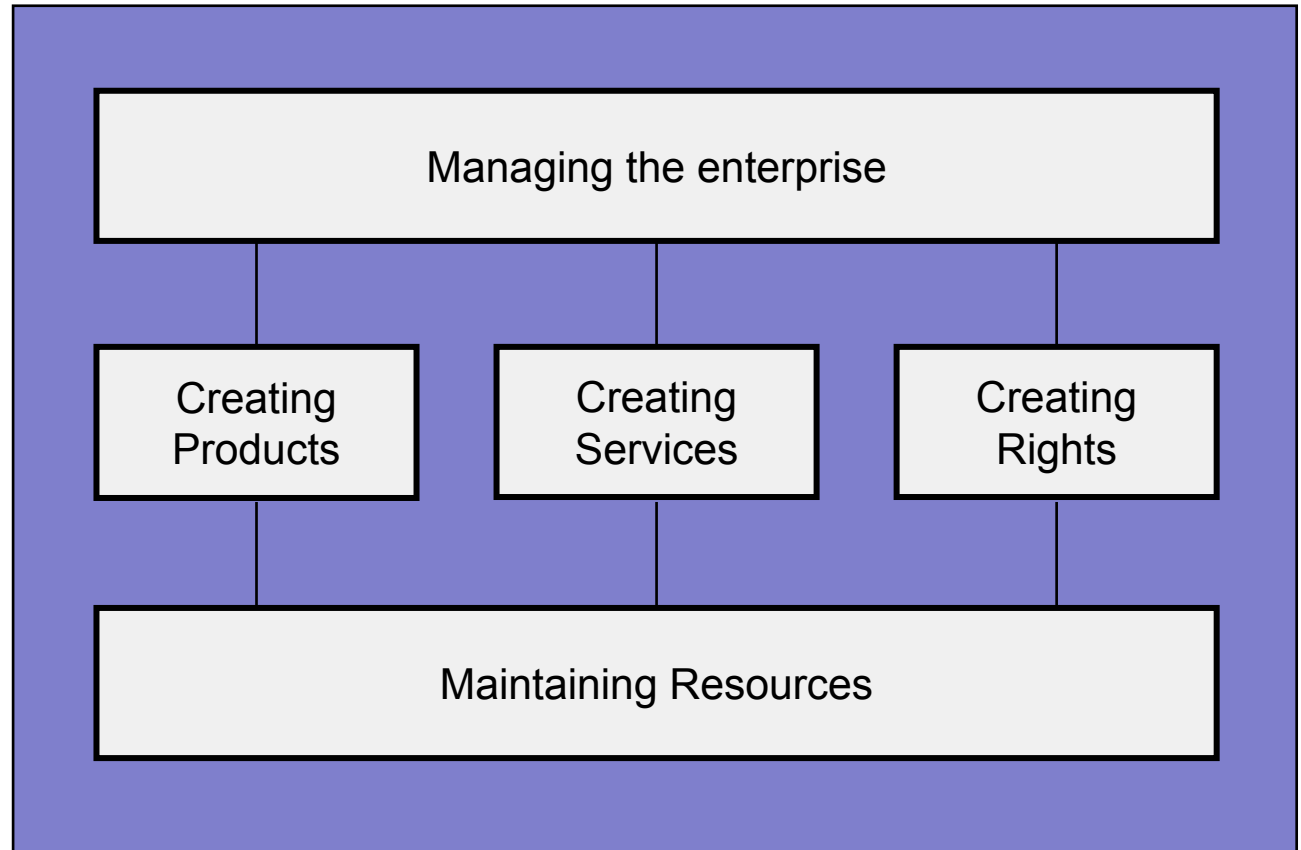 Managing the enterprise
Creating
Products
Creating
Services
Creating
Rights
Maintaining Resources